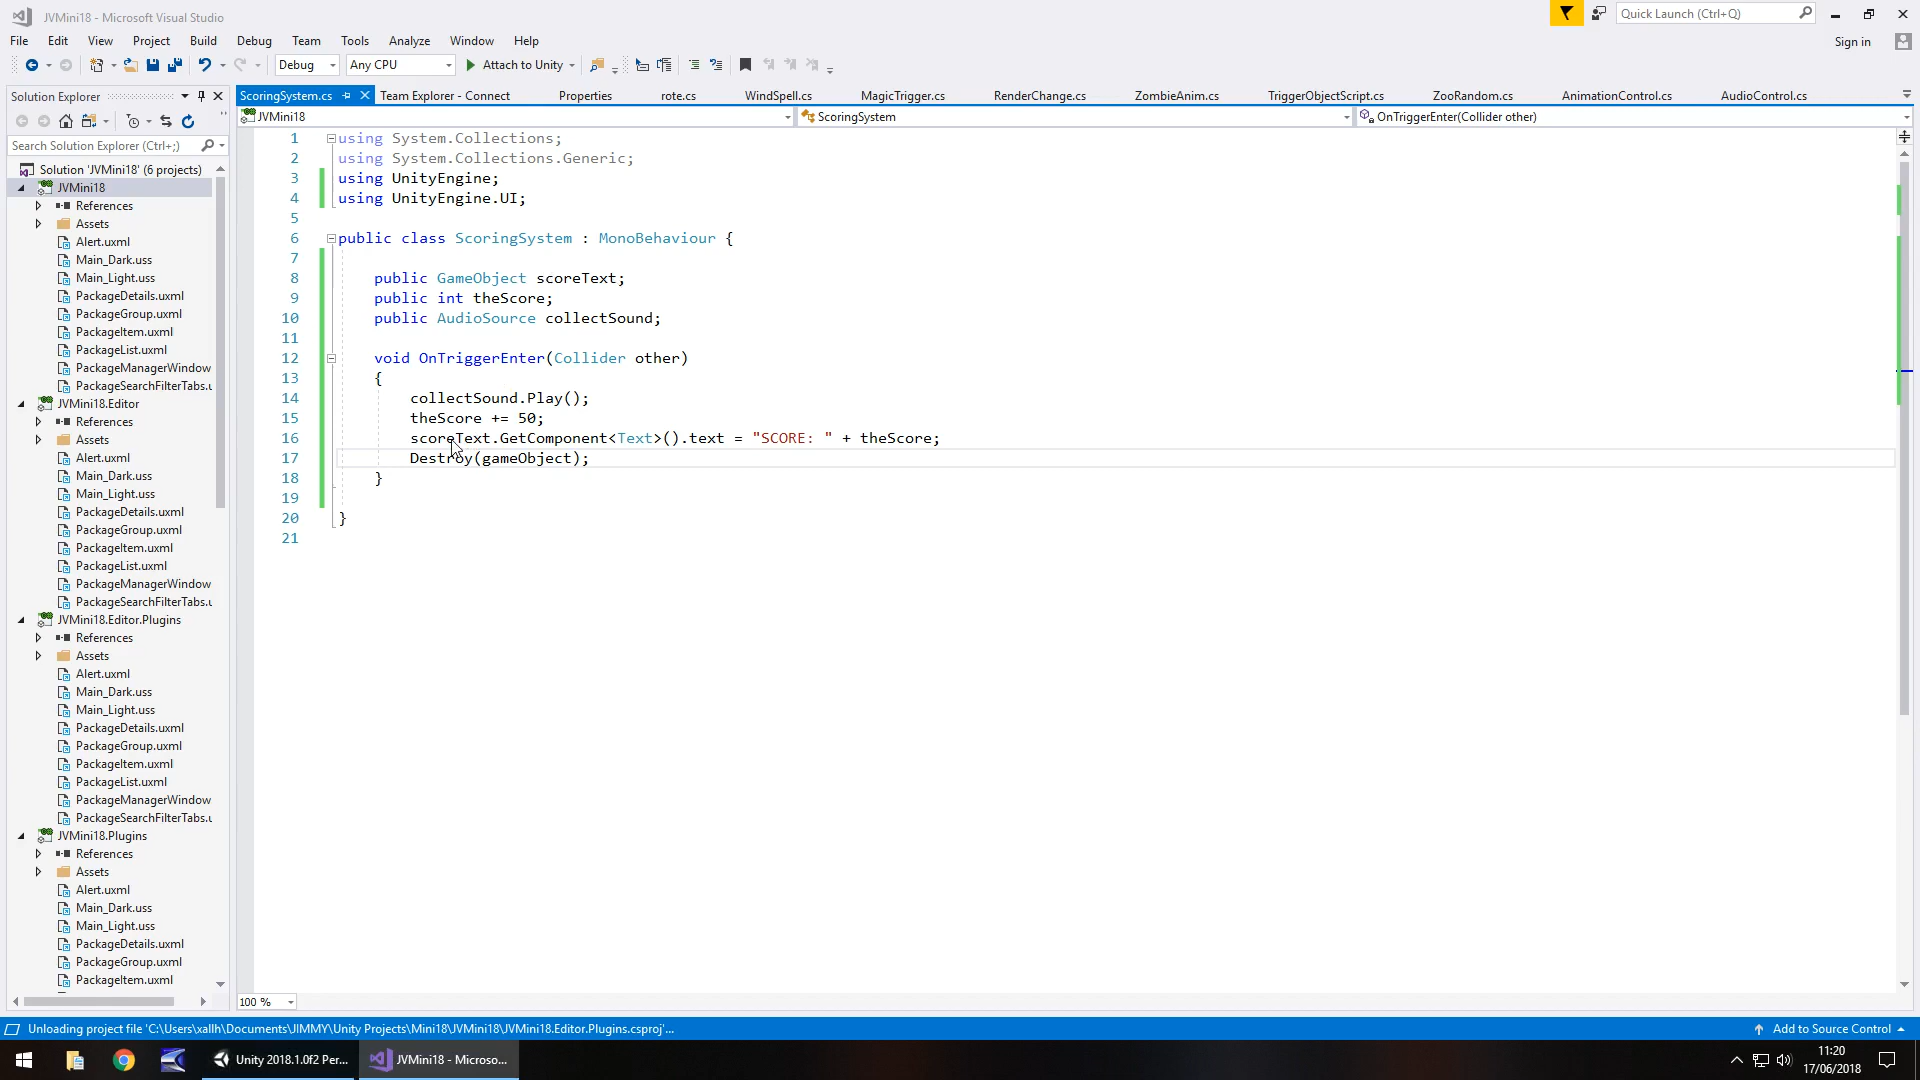 JVMini18 - Microsoft Visual Studio
Quick Launch (Ctrl+Q)
File Edit View Project Build Debug Team Tools Analyze Window Help
Sign in
Debug Any CPU Attach to Unity
Solution Explorer
ScoringSystem.cs Team Explorer - Connect Properties rote.cs WindSpell.cs MagicTrigger.cs RenderChange.cs ZombieAnim.cs TriggerObjectScript.cs ZooRandom.cs AnimationControl.cs AudioControl.cs
JVMini18 ScoringSystem OnTriggerEnter(Collider other)
Search Solution Explorer (Ctrl+;)
Solution 'JVMini18' (6 projects)
JVMini18
References
Assets
Alert.uxml
Main_Dark.uss
Main_Light.uss
PackageDetails.uxml
PackageGroup.uxml
PackageItem.uxml
PackageList.uxml
PackageManagerWindow
PackageSearchFilterTabs.u
JVMini18.Editor
References
Assets
Alert.uxml
Main_Dark.uss
Main_Light.uss
PackageDetails.uxml
PackageGroup.uxml
PackageItem.uxml
PackageList.uxml
PackageManagerWindow
PackageSearchFilterTabs.u
JVMini18.Editor.Plugins
References
Assets
Alert.uxml
Main_Dark.uss
Main_Light.uss
PackageDetails.uxml
PackageGroup.uxml
PackageItem.uxml
PackageList.uxml
PackageManagerWindow
PackageSearchFilterTabs.u
JVMini18.Plugins
References
Assets
Alert.uxml
Main_Dark.uss
Main_Light.uss
PackageDetails.uxml
PackageGroup.uxml
PackageItem.uxml
1 using System.Collections;
2 using System.Collections.Generic;
3 using UnityEngine;
4 using UnityEngine.UI;
5
6 public class ScoringSystem : MonoBehaviour {
7
8 public GameObject scoreText;
9 public int theScore;
10 public AudioSource collectSound;
11
12 void OnTriggerEnter(Collider other)
13 {
14 collectSound.Play();
15 theScore += 50;
16 scoreText.GetComponent<Text>().text = "SCORE: " + theScore;
17 Destroy(gameObject);
18 }
19
20 }
21
100 %
Unloading project file 'C:\Users\xallh\Documents\JIMMY\Unity Projects\Mini18\JVMini18\JVMini18.Editor.Plugins.csproj'...
Add to Source Control
Unity 2018.1.0f2 Per...
JVMini18 - Microso...
11:20
17/06/2018